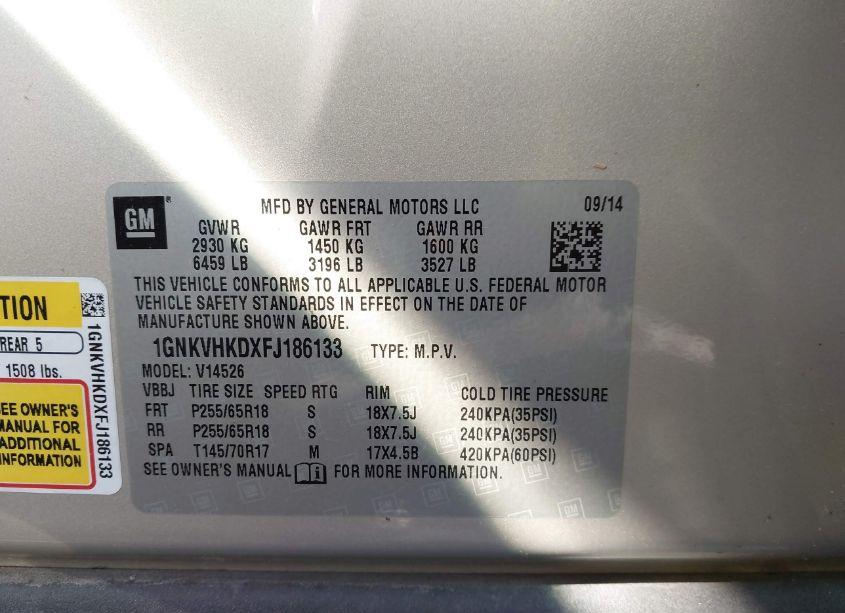 GM
MFD BY GENERAL MOTORS LLC 09/14
GVWR GAWR FRT GAWR RR
2930 KG 1450 KG 1600 KG
6459 LB 3196 LB 3527 LB
THIS VEHICLE CONFORMS TO ALL APPLICABLE U.S. FEDERAL MOTOR
VEHICLE SAFETY STANDARDS IN EFFECT ON THE DATE OF
MANUFACTURE SHOWN ABOVE.
1GNKVHKDXFJ186133 TYPE: M.P.V.
MODEL: V14526
VBBJ TIRE SIZE SPEED RTG RIM COLD TIRE PRESSURE
FRT P255/65R18 S 18X7.5J 240KPA(35PSI)
RR P255/65R18 S 18X7.5J 240KPA(35PSI)
SPA T145/70R17 M 17X4.5B 420KPA(60PSI)
SEE OWNER'S MANUAL FOR MORE INFORMATION.
TION
REAR 5
1508 lbs.
SEE OWNER'S
MANUAL FOR
ADDITIONAL
INFORMATION
1GNKVHKDXFJ186133